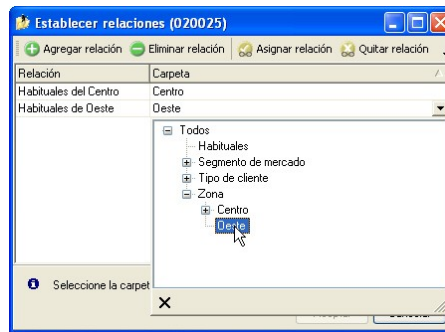 Establecer relaciones (020025)
Agregar relación Eliminar relación Asignar relación Quitar relación
Relación Carpeta
Habituales del Centro Centro
Habituales de Oeste Oeste
Todos
Habituales
Segmento de mercado
Tipo de cliente
Zona
Centro
Oeste
Seleccione la carpet